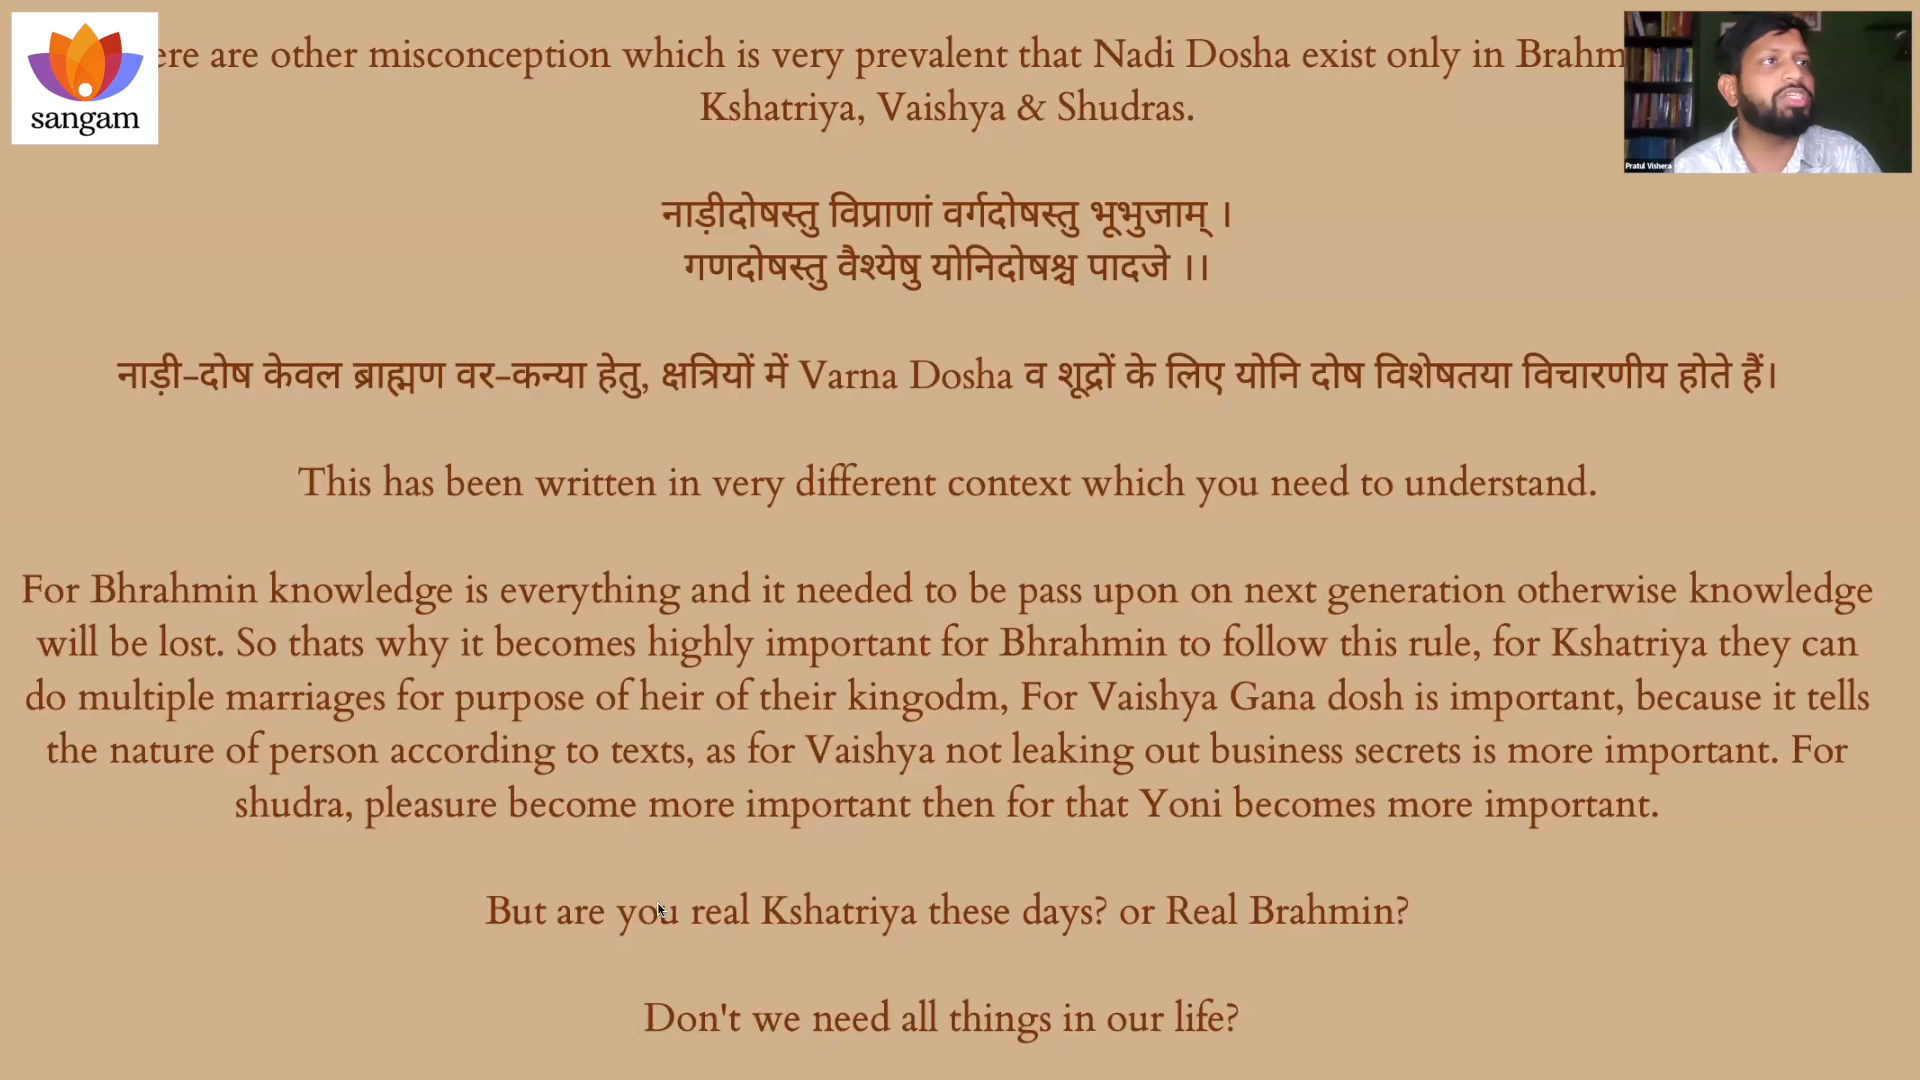 sangam
ere are other misconception which is very prevalent that Nadi Dosha exist only in Brahm
Kshatriya, Vaishya & Shudras.
Pratul Vishera
नाड़ीदोषस्तु विप्राणां वर्गदोषस्तु भूभुजाम् ।
गणदोषस्तु वैश्येषु योनिदोषश्च पादजे ।।
नाड़ी-दोष केवल ब्राह्मण वर-कन्या हेतु, क्षत्रियों में Varna Dosha व शूद्रों के लिए योनि दोष विशेषतया विचारणीय होते हैं।
This has been written in very different context which you need to understand.
For Bhrahmin knowledge is everything and it needed to be pass upon on next generation otherwise knowledge
will be lost. So thats why it becomes highly important for Bhrahmin to follow this rule, for Kshatriya they can
do multiple marriages for purpose of heir of their kingodm, For Vaishya Gana dosh is important, because it tells
the nature of person according to texts, as for Vaishya not leaking out business secrets is more important. For
shudra, pleasure become more important then for that Yoni becomes more important.
But are you real Kshatriya these days? or Real Brahmin?
Don't we need all things in our life?